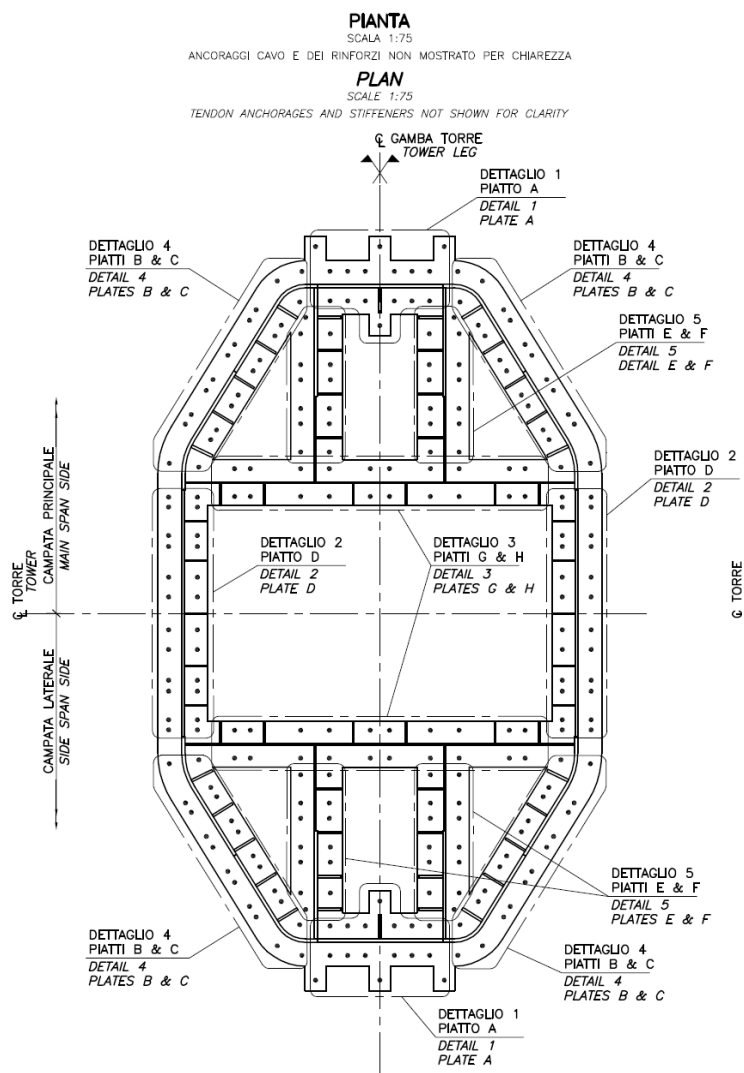 PIANTA
SCALA 1:75
ANCORAGGI CAVO E DEI RINFORZI NON MOSTRATO PER CHIAREZZA
PLAN
SCALE 1:75
TENDON ANCHORAGES AND STIFFENERS NOT SHOWN FOR CLARITY
℄ GAMBA TORRE
TOWER LEG
DETTAGLIO 1
PIATTO A
DETAIL 1
PLATE A
DETTAGLIO 4
PIATTI B & C
DETAIL 4
PLATES B & C
DETTAGLIO 4
PIATTI B & C
DETAIL 4
PLATES B & C
DETTAGLIO 5
PIATTI E & F
DETAIL 5
DETAIL E & F
DETTAGLIO 2
PIATTO D
DETAIL 2
PLATE D
CAMPATA PRINCIPALE
MAIN SPAN SIDE
DETTAGLIO 2
PIATTO D
DETAIL 2
PLATE D
DETTAGLIO 3
PIATTI G & H
DETAIL 3
PLATES G & H
℄ TORRE
TOWER
℄ TORRE
CAMPATA LATERALE
SIDE SPAN SIDE
DETTAGLIO 5
PIATTI E & F
DETAIL 5
PLATES E & F
DETTAGLIO 4
PIATTI B & C
DETAIL 4
PLATES B & C
DETTAGLIO 4
PIATTI B & C
DETAIL 4
PLATES B & C
DETTAGLIO 1
PIATTO A
DETAIL 1
PLATE A